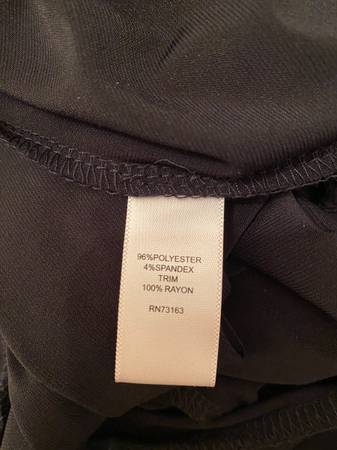 96%POLYESTER
4%SPANDEX
TRIM
100% RAYON
RN73163